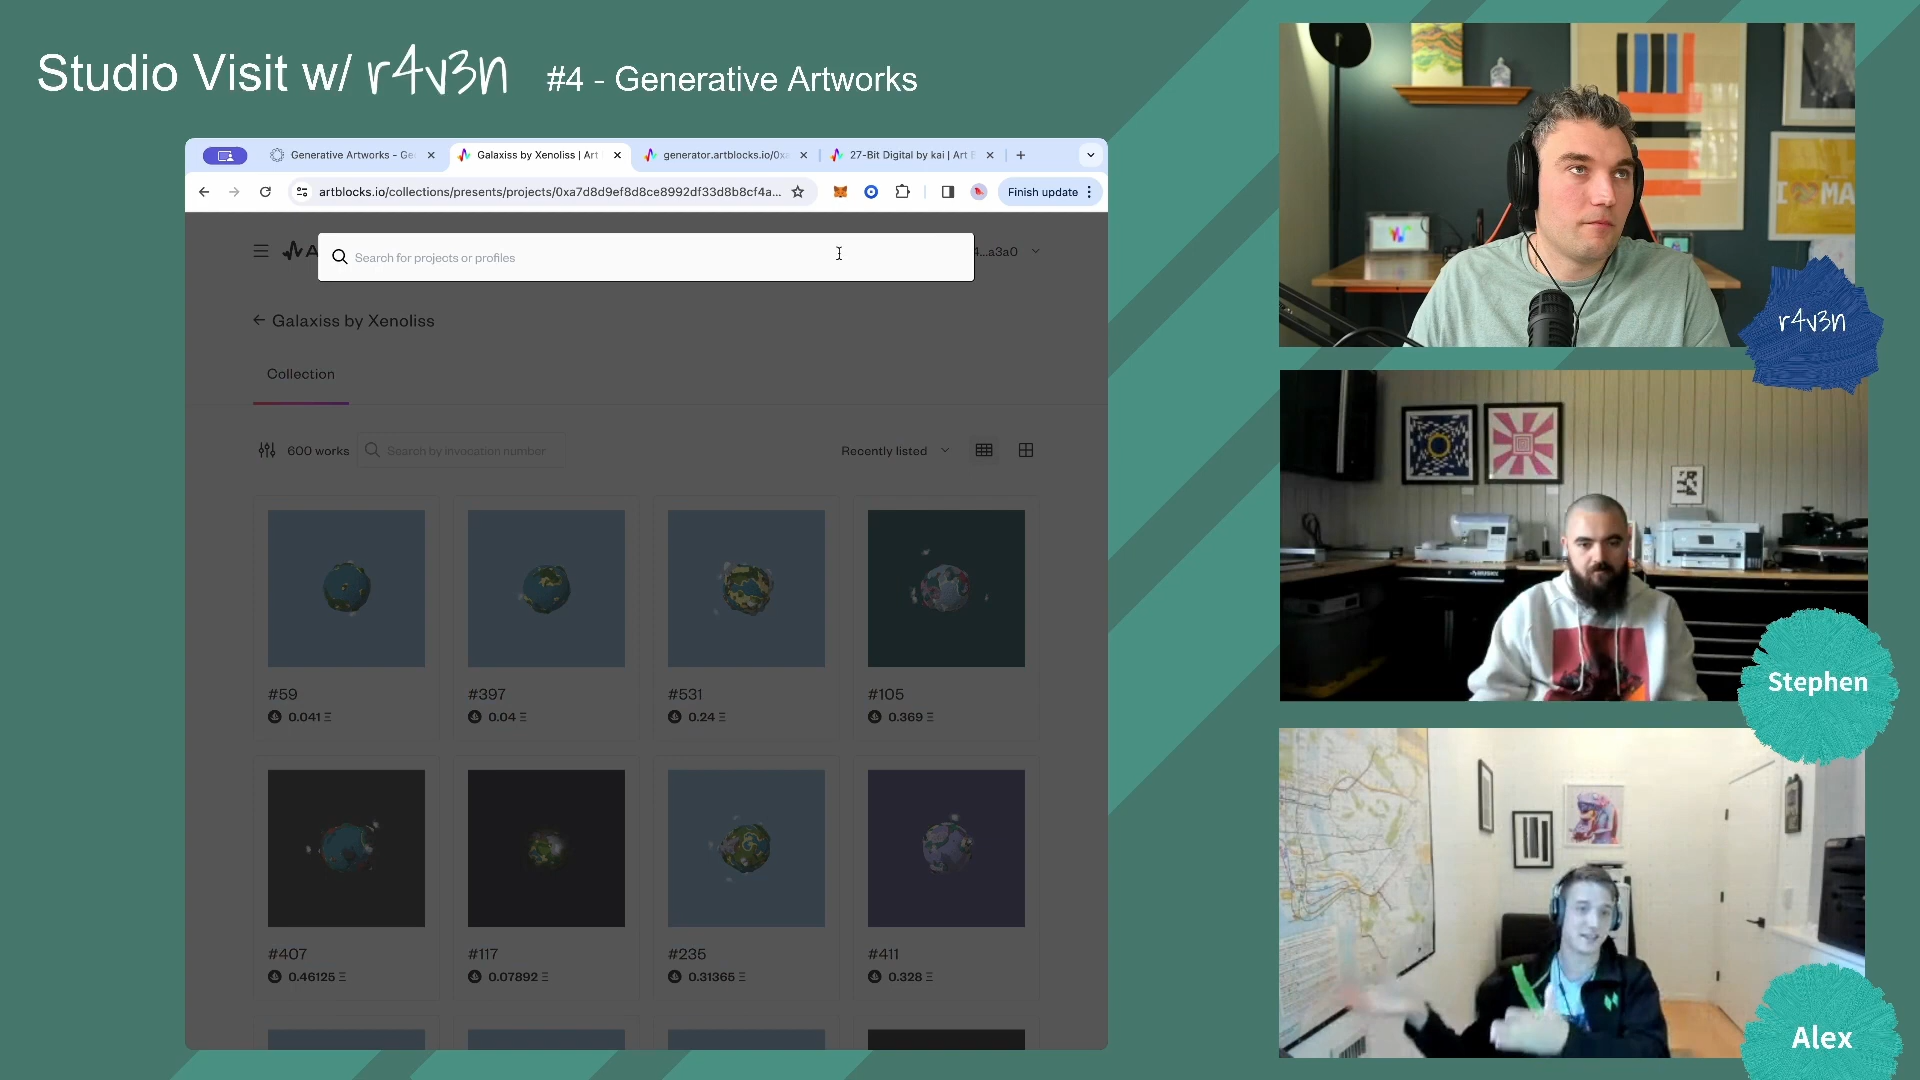 Studio Visit w/ r4v3n #4 - Generative Artworks
Generative Artworks - Ge
Galaxiss by Xenoliss | Art
generator.artblocks.io/0xa
27-Bit Digital by kai | Art B
artblocks.io/collections/presents/projects/0xa7d8d9ef8d8ce8992df33d8b8cf4a...
Finish update
A
Search for projects or profiles
...a3a0
Galaxiss by Xenoliss
Collection
600 works
Search by invocation number
Recently listed
#59
0.041 Ξ
#397
0.04 Ξ
#531
0.24 Ξ
#105
0.369 Ξ
#407
0.46125 Ξ
#117
0.07892 Ξ
#235
0.31365 Ξ
#411
0.328 Ξ
r4v3n
Stephen
Alex